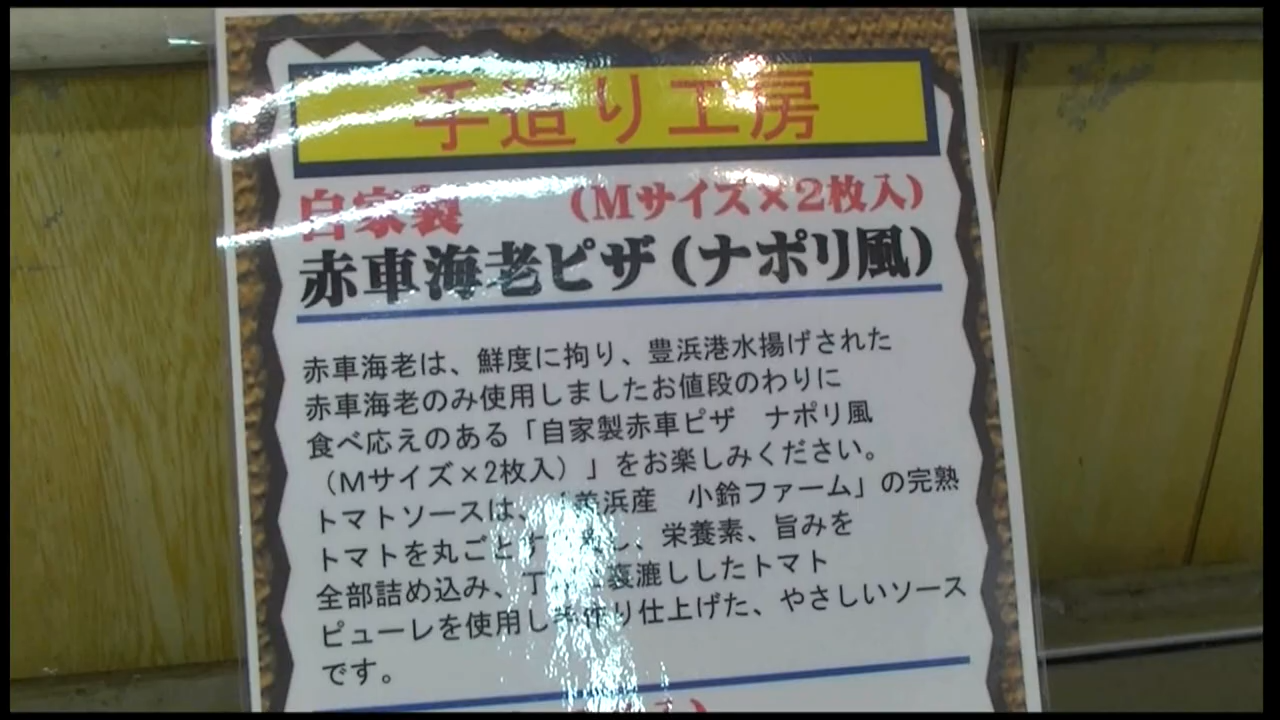 手造り工房
自家製 （Mサイズ×2枚入）
赤車海老ピザ（ナポリ風）
赤車海老は、鮮度に拘り、豊浜港水揚げされた
赤車海老のみ使用しましたお値段のわりに
食べ応えのある「自家製赤車ピザ　ナポリ風
（Mサイズ×2枚入）」をお楽しみください。
トマトソースは、「美浜産　小鈴ファーム」の完熟
トマトを丸ごとす し、栄養素、旨みを
全部詰め込み、丁 裏漉ししたトマト
ピューレを使用し手作り仕上げた、やさしいソース
です。